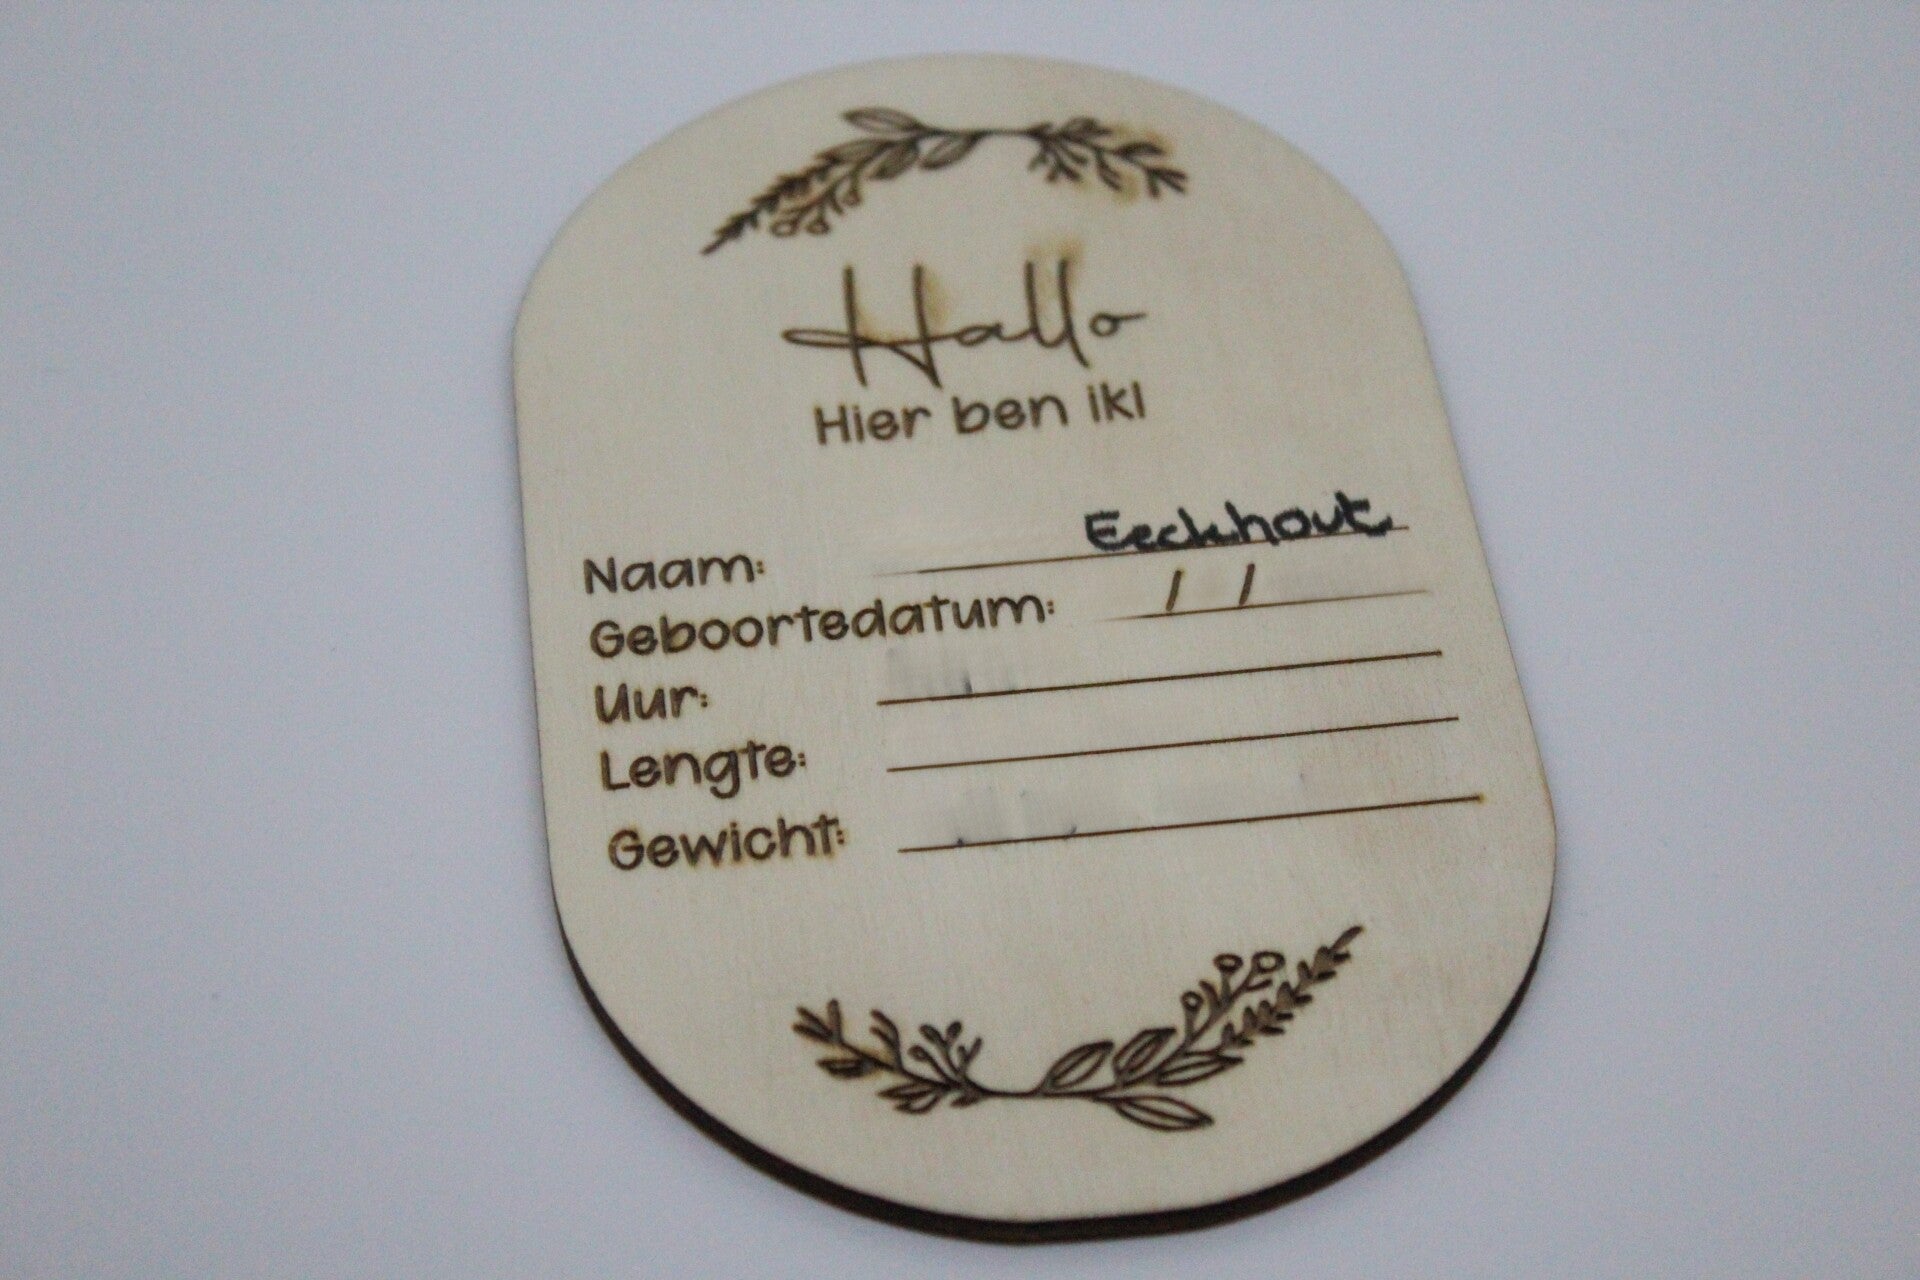 Hallo
Hier ben ik!
Naam: Eeckhout
Geboortedatum: / /
Uur:
Lengte:
Gewicht: